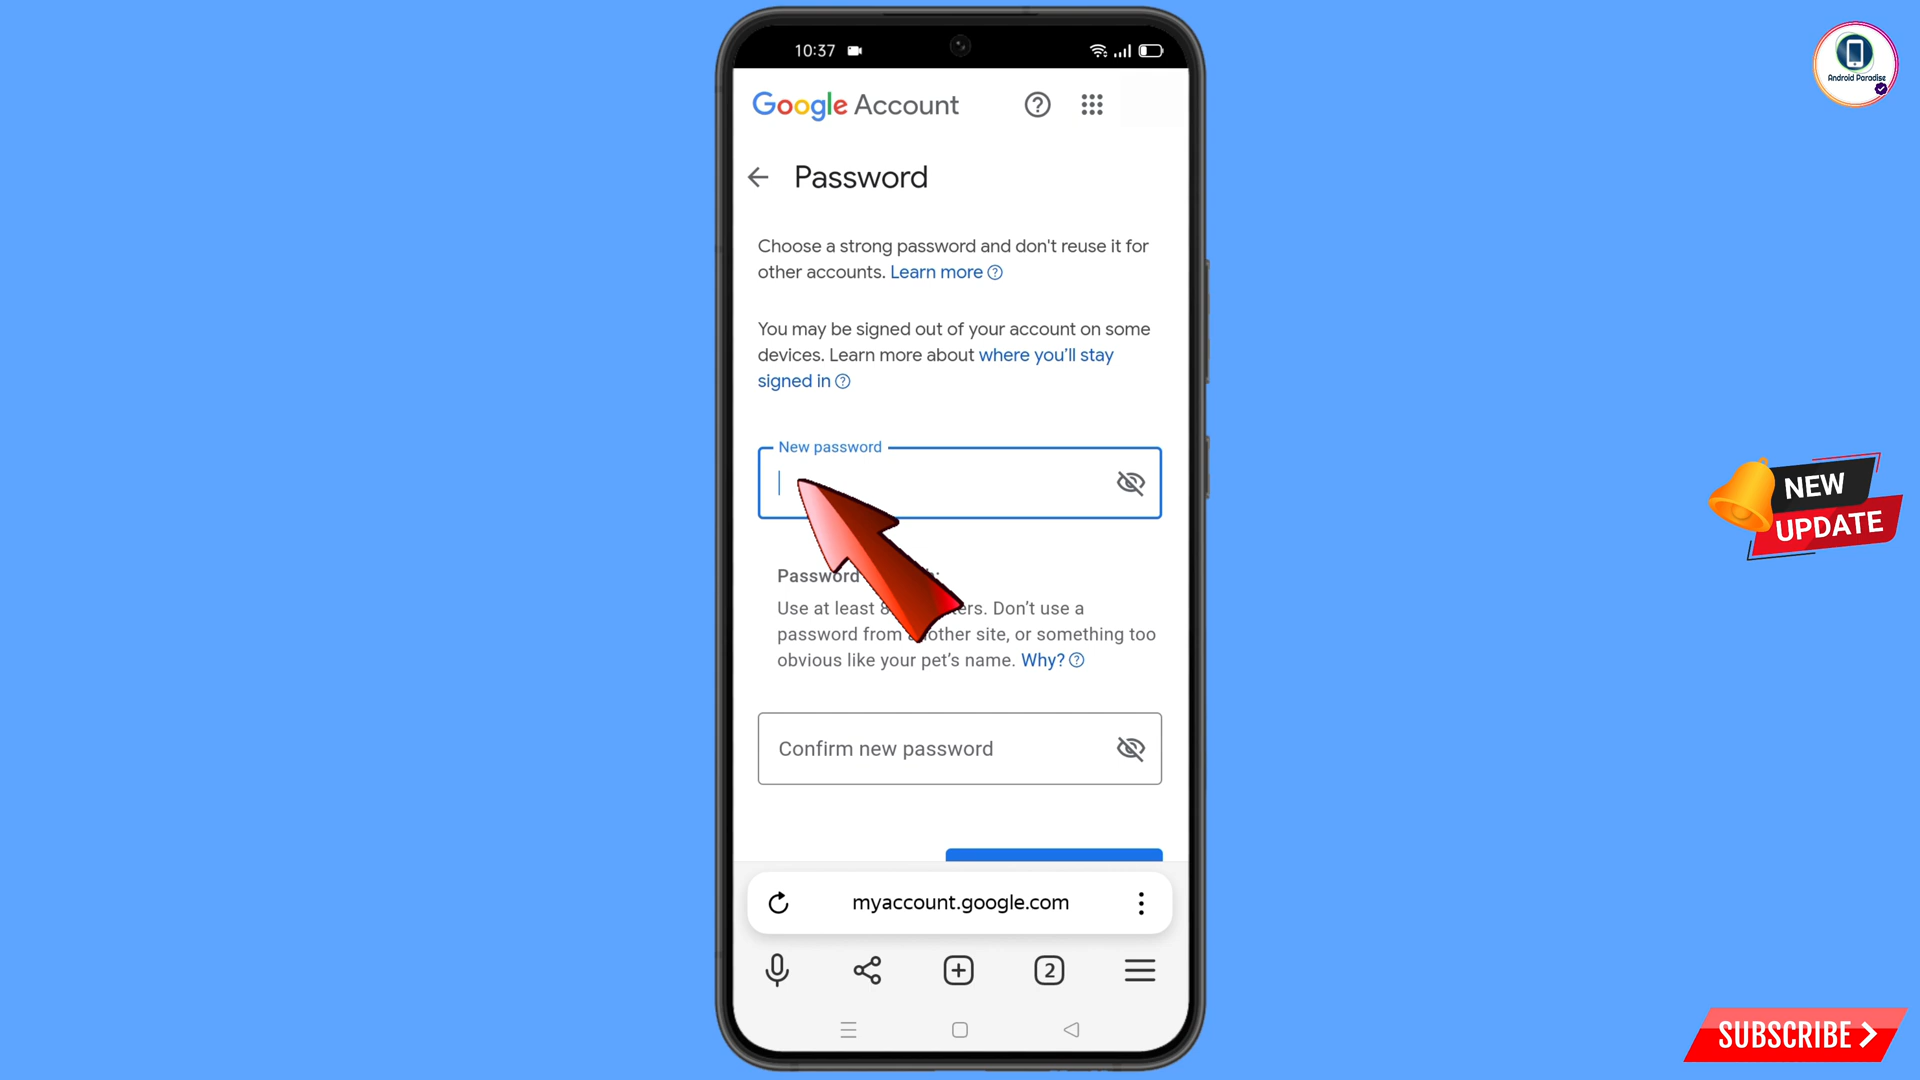 10:37
Google Account
Password
Choose a strong password and don't reuse it for
other accounts. Learn more
You may be signed out of your account on some
devices. Learn more about where you'll stay
signed in
New password
Password
Use at least 8 ers. Don't use a
password from another site, or something too
obvious like your pet's name. Why?
Confirm new password
myaccount.google.com
2
Android Paradise
NEW
UPDATE
SUBSCRIBE